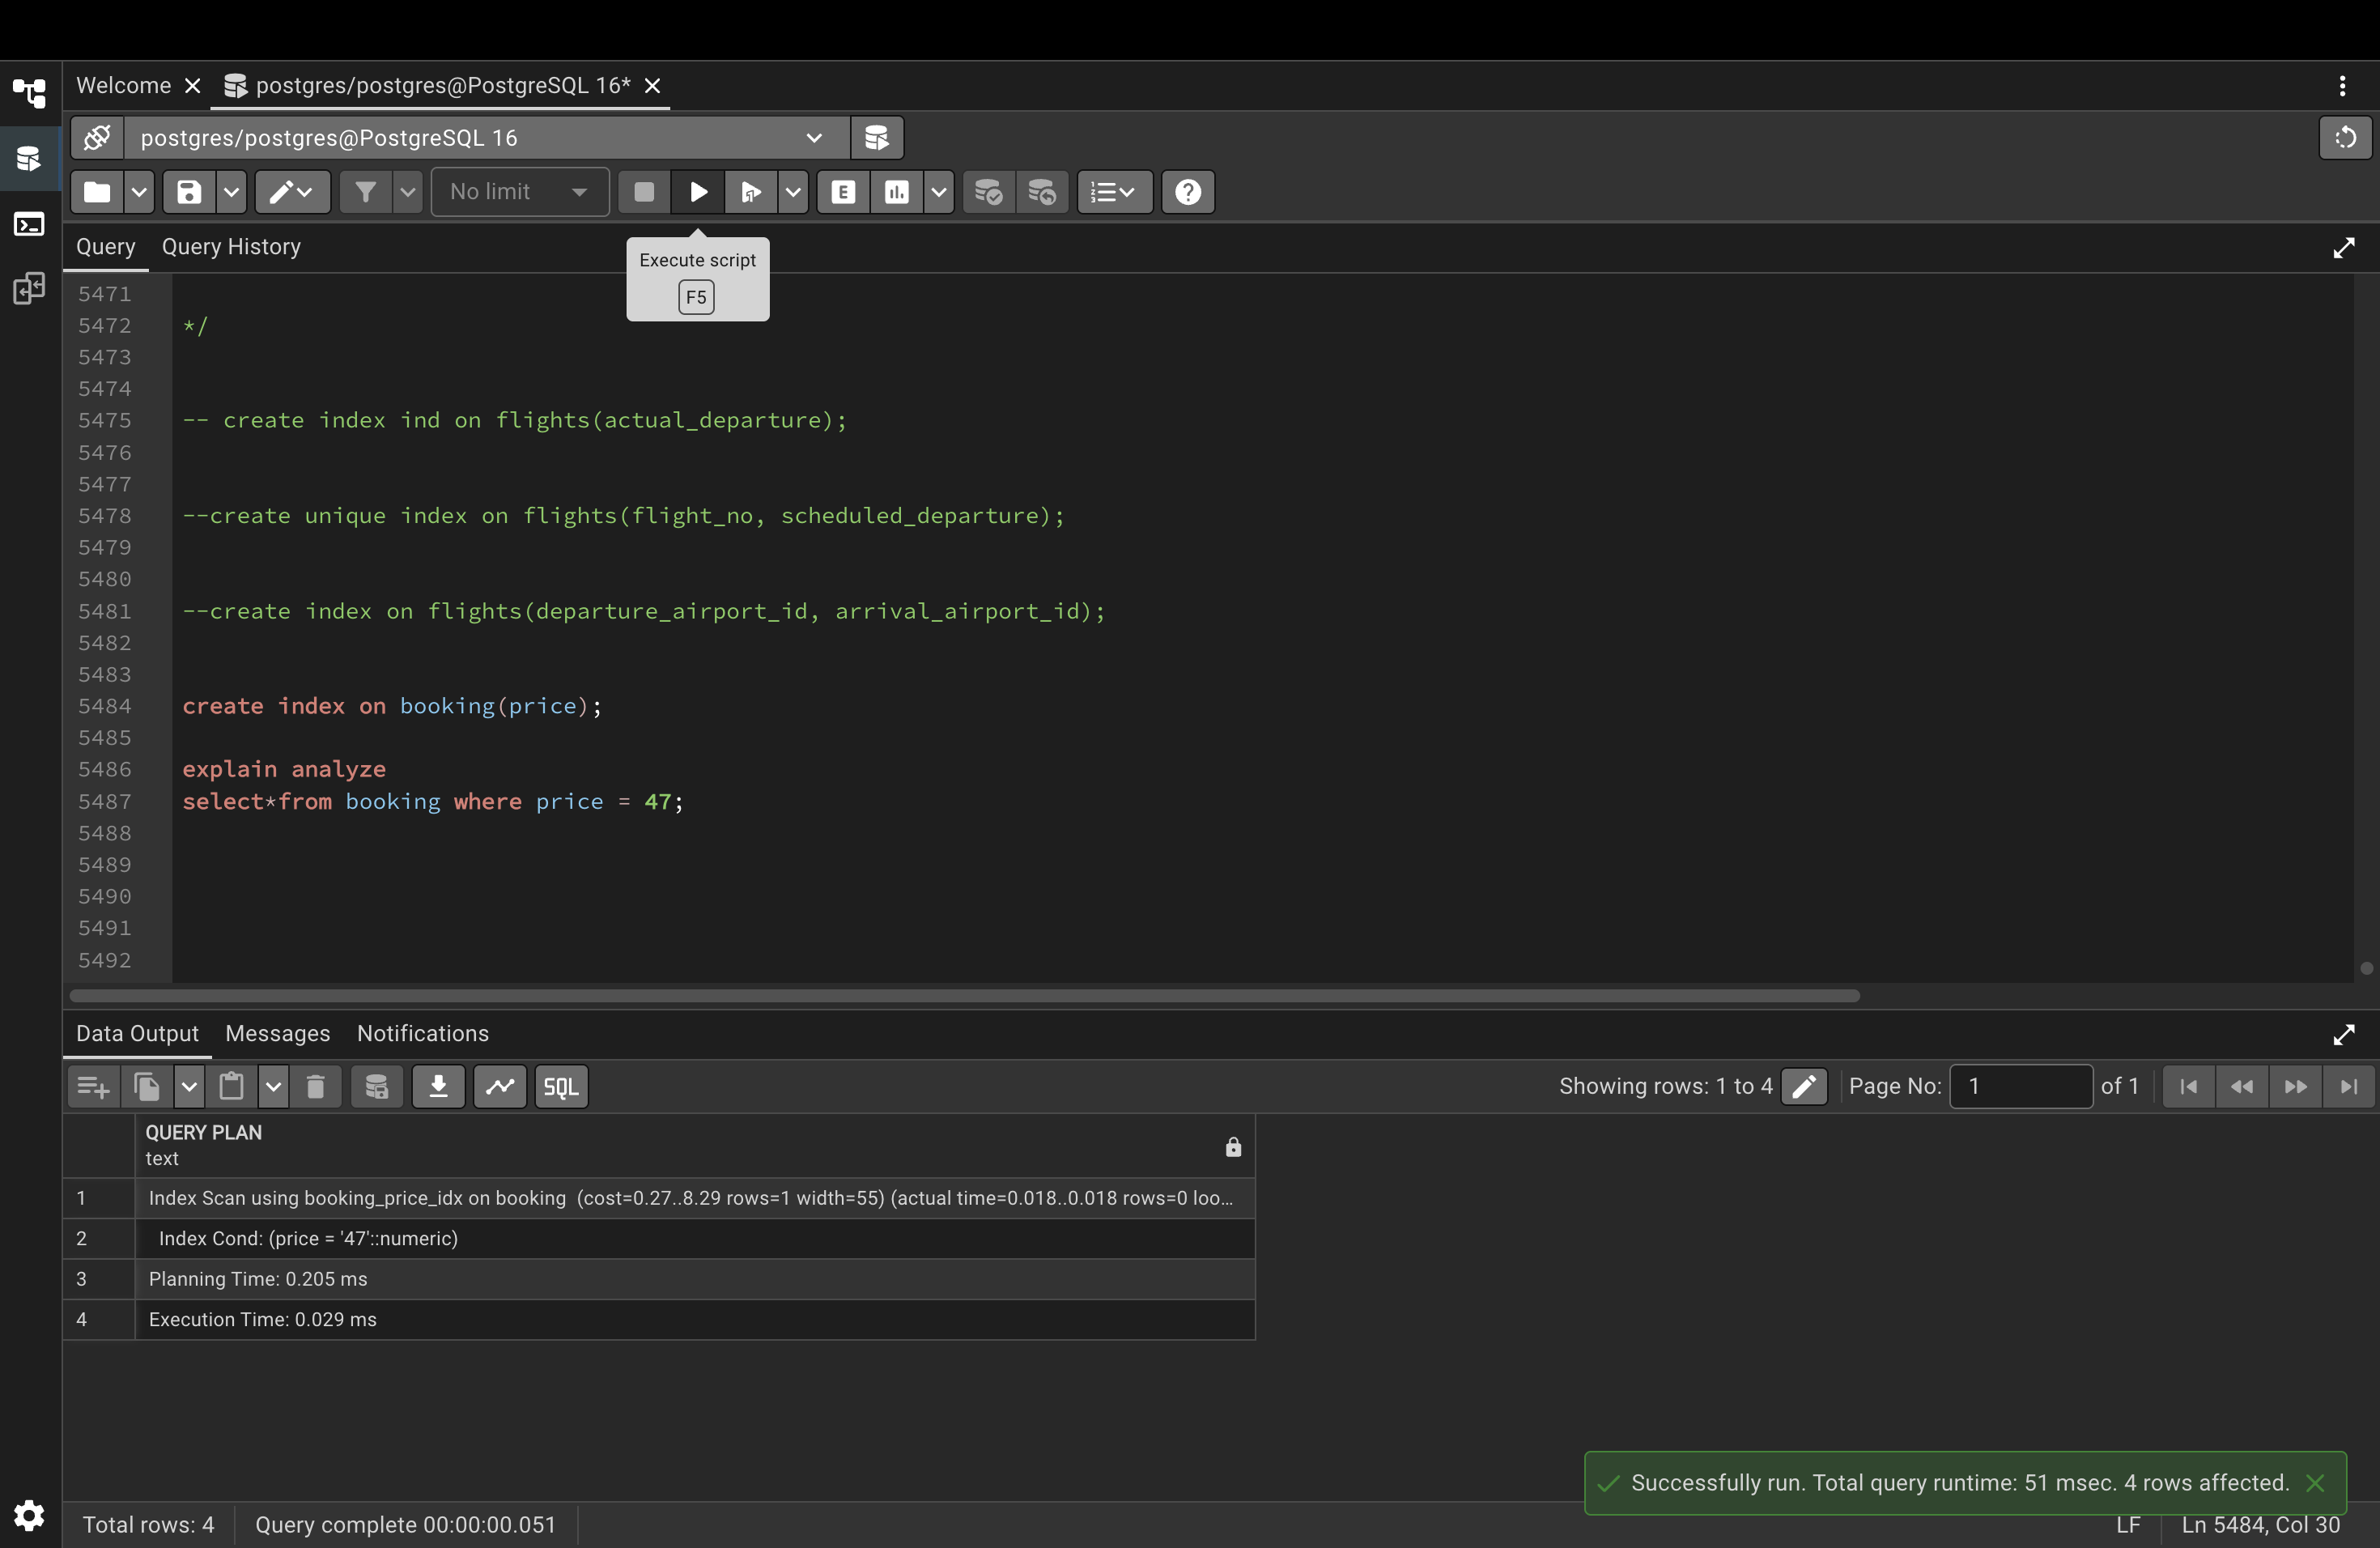 Welcome
postgres/postgres@PostgreSQL 16*
postgres/postgres@PostgreSQL 16
No limit
E
Query
Query History
Execute script
F5
5471
5472 */
5473
5474
5475 -- create index ind on flights(actual_departure);
5476
5477
5478 --create unique index on flights(flight_no, scheduled_departure);
5479
5480
5481 --create index on flights(departure_airport_id, arrival_airport_id);
5482
5483
5484 create index on booking(price);
5485
5486 explain analyze
5487 select*from booking where price = 47;
5488
5489
5490
5491
5492
Data Output
Messages
Notifications
SQL
Showing rows: 1 to 4
Page No:
1
of 1
QUERY PLAN
text
1 Index Scan using booking_price_idx on booking (cost=0.27..8.29 rows=1 width=55) (actual time=0.018..0.018 rows=0 loo...
2 Index Cond: (price = '47'::numeric)
3 Planning Time: 0.205 ms
4 Execution Time: 0.029 ms
Successfully run. Total query runtime: 51 msec. 4 rows affected.
Total rows: 4
Query complete 00:00:00.051
LF
Ln 5484, Col 30